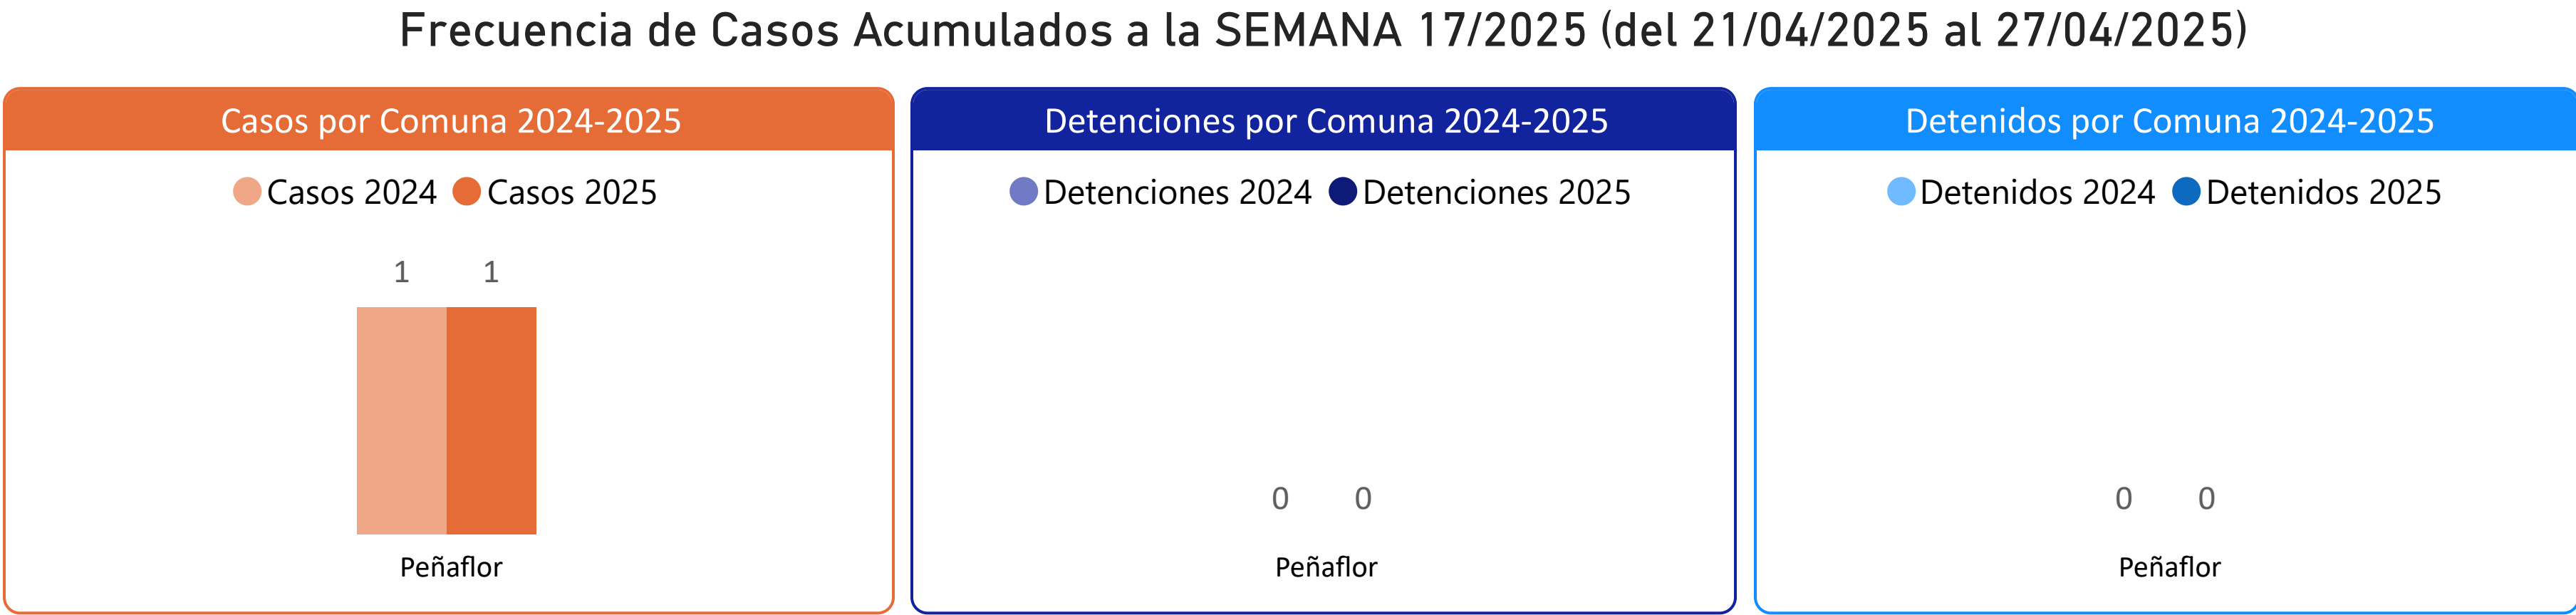 Frecuencia de Casos Acumulados a la SEMANA 17/2025 (del 21/04/2025 al 27/04/2025)
Casos por Comuna 2024-2025
Casos 2024 Casos 2025
1 1
Peñaflor
Detenciones por Comuna 2024-2025
Detenciones 2024 Detenciones 2025
0 0
Peñaflor
Detenidos por Comuna 2024-2025
Detenidos 2024 Detenidos 2025
0 0
Peñaflor